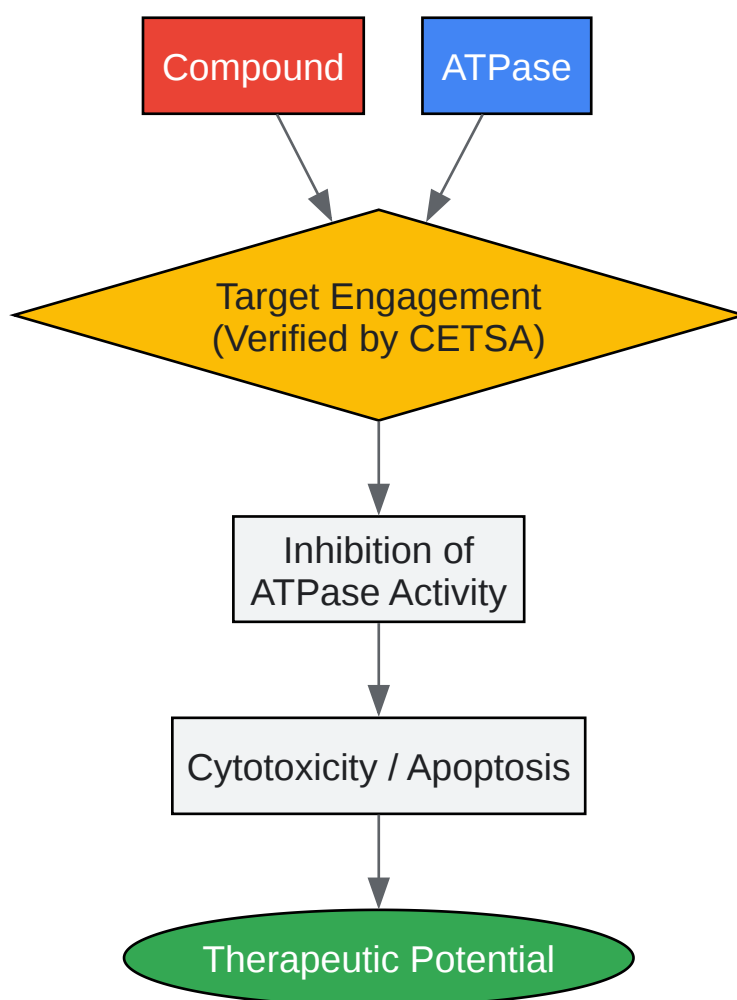 Compound
ATPase
Target Engagement
(Verified by CETSA)
Inhibition of
ATPase Activity
Cytotoxicity / Apoptosis
Therapeutic Potential